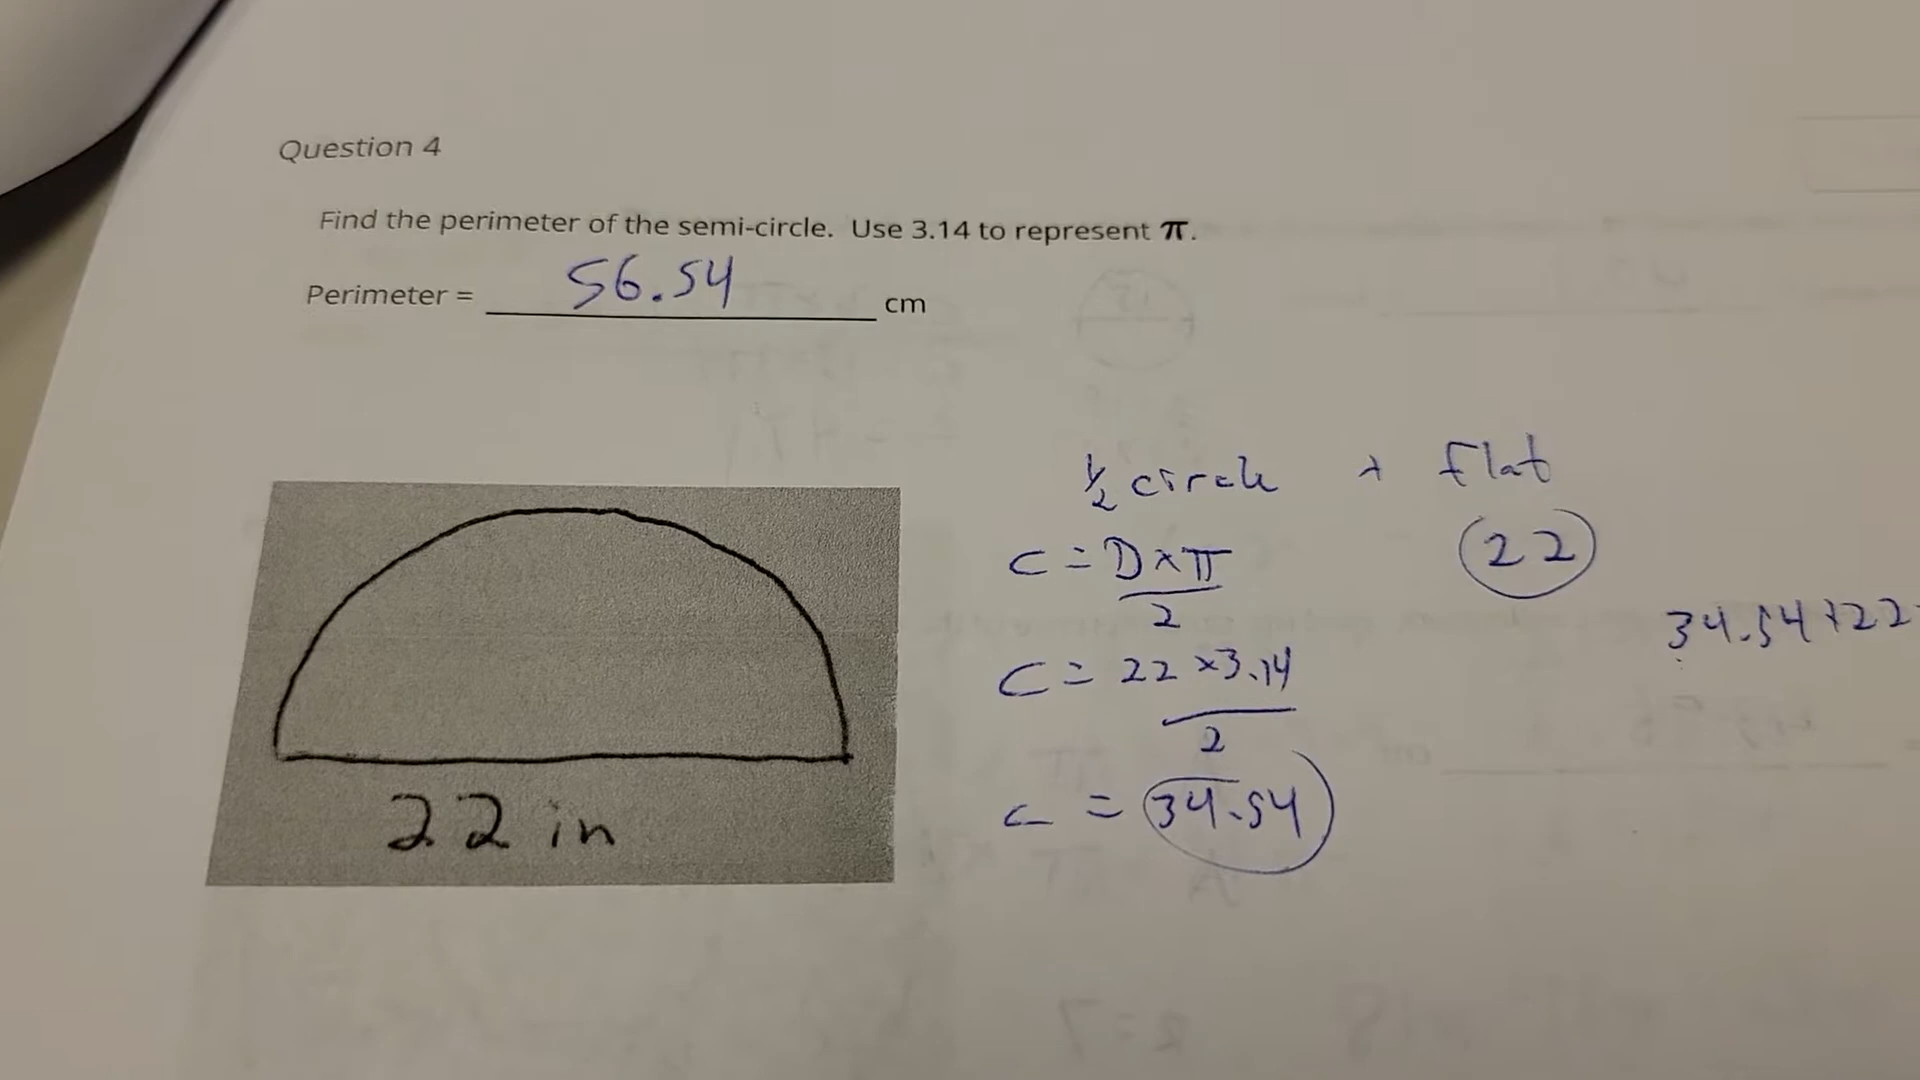 Question 4
Find the perimeter of the semi-circle. Use 3.14 to represent π.
Perimeter = 56.54 cm
22 in
½ circle + flat
C = D×π
2
22
C = 22 ×3.14
2
C = 34.54
34.54+22